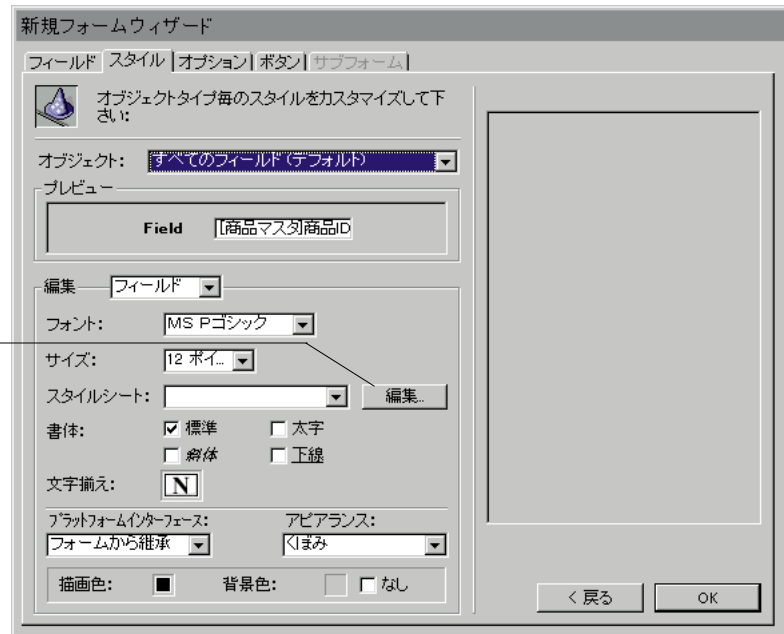 新規フォームウィザード
フィールド スタイル オプション ボタン サブフォーム
オブジェクトタイプ毎のスタイルをカスタマイズして下
さい:
オブジェクト: すべてのフィールド(デフォルト)
プレビュー
Field [商品マスタ]商品ID
編集 フィールド
フォント: MS Pゴシック
サイズ: 12 ポイ...
スタイルシート: 編集...
書体: 標準 太字
斜体 下線
文字揃え: N
プラットフォームインターフェース: アピアランス:
フォームから継承 くぼみ
描画色: 背景色: なし
< 戻る OK